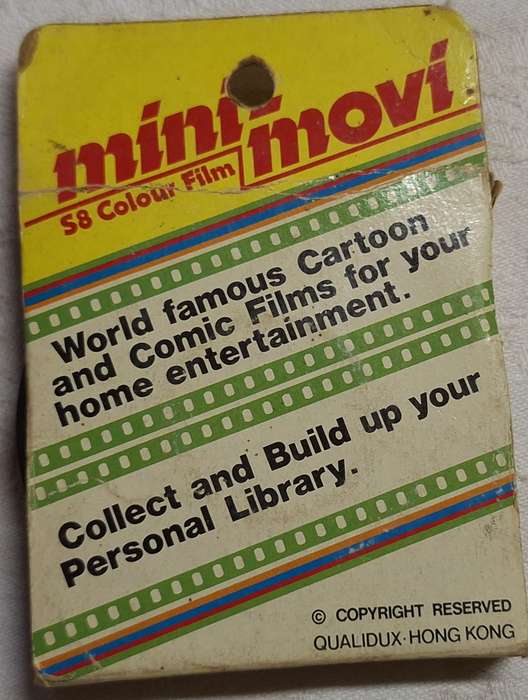 mini-
movi
S8 Colour Film
World famous Cartoon
and Comic Films for your
home entertainment.
Collect and Build up your
Personal Library.
© COPYRIGHT RESERVED
QUALIDUX·HONG KONG